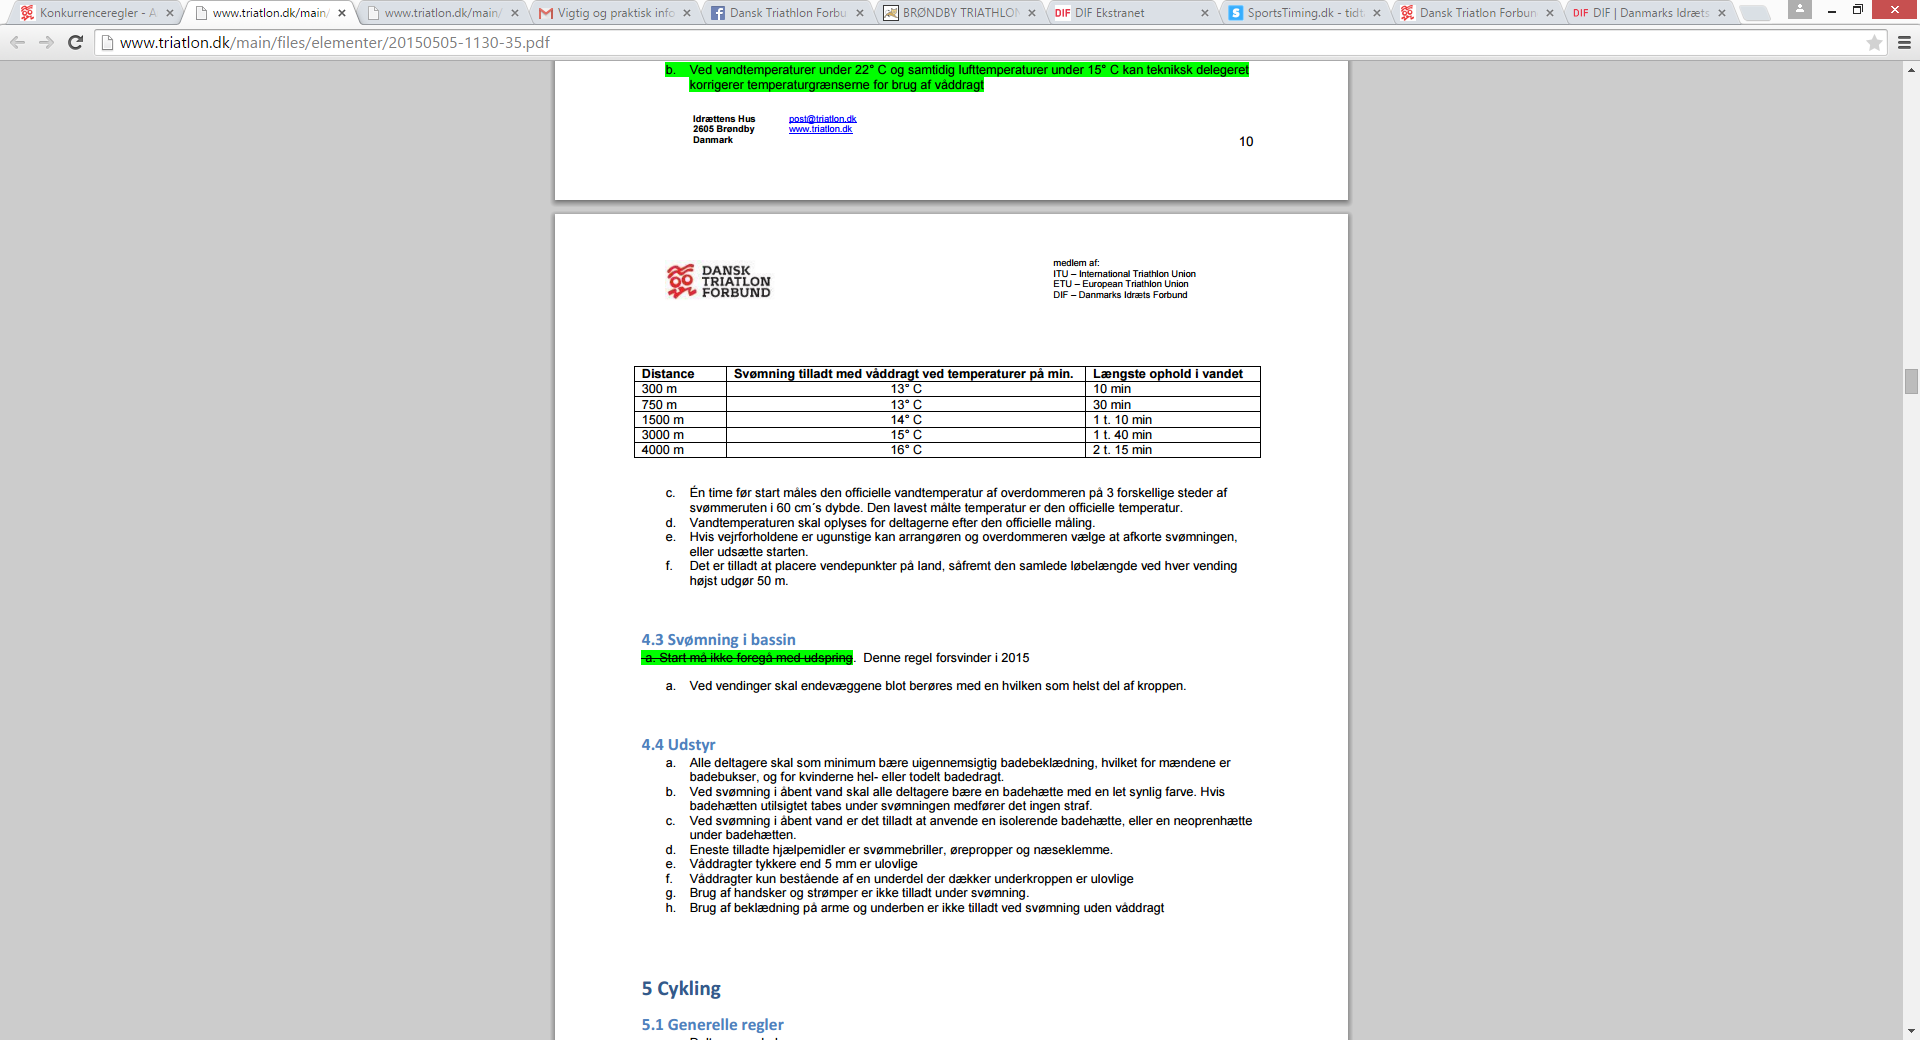 Konkurrenceregler - A
www.triatlon.dk/main/
www.triatlon.dk/main/
Vigtig og praktisk info
Dansk Triathlon Forbu
BRØNDBY TRIATHLON
DIF DIF Ekstranet
S SportsTiming.dk - tidt
Dansk Triatlon Forbun
DIF DIF | Danmarks Idræts
www.triatlon.dk/main/files/elementer/20150505-1130-35.pdf
b. Ved vandtemperaturer under 22° C og samtidig lufttemperaturer under 15° C kan tekniksk delegeret
korrigerer temperaturgrænserne for brug af våddragt
Idrættens Hus post@triatlon.dk
2605 Brøndby www.triatlon.dk
Danmark
10
DANSK
TRIATLON
FORBUND
medlem af:
ITU – International Triathlon Union
ETU – European Triathlon Union
DIF – Danmarks Idræts Forbund
Distance Svømning tilladt med våddragt ved temperaturer på min. Længste ophold i vandet
300 m 13° C 10 min
750 m 13° C 30 min
1500 m 14° C 1 t. 10 min
3000 m 15° C 1 t. 40 min
4000 m 16° C 2 t. 15 min
c. Én time før start måles den officielle vandtemperatur af overdommeren på 3 forskellige steder af
svømmeruten i 60 cm´s dybde. Den lavest målte temperatur er den officielle temperatur.
d. Vandtemperaturen skal oplyses for deltagerne efter den officielle måling.
e. Hvis vejrforholdene er ugunstige kan arrangøren og overdommeren vælge at afkorte svømningen,
eller udsætte starten.
f. Det er tilladt at placere vendepunkter på land, såfremt den samlede løbelængde ved hver vending
højst udgør 50 m.
4.3 Svømning i bassin
a. Start må ikke foregå med udspring. Denne regel forsvinder i 2015
a. Ved vendinger skal endevæggene blot berøres med en hvilken som helst del af kroppen.
4.4 Udstyr
a. Alle deltagere skal som minimum bære uigennemsigtig badebeklædning, hvilket for mændene er
badebukser, og for kvinderne hel- eller todelt badedragt.
b. Ved svømning i åbent vand skal alle deltagere bære en badehætte med en let synlig farve. Hvis
badehætten utilsigtet tabes under svømningen medfører det ingen straf.
c. Ved svømning i åbent vand er det tilladt at anvende en isolerende badehætte, eller en neoprenhætte
under badehætten.
d. Eneste tilladte hjælpemidler er svømmebriller, ørepropper og næseklemme.
e. Våddragter tykkere end 5 mm er ulovlige
f. Våddragter kun bestående af en underdel der dækker underkroppen er ulovlige
g. Brug af handsker og strømper er ikke tilladt under svømning.
h. Brug af beklædning på arme og underben er ikke tilladt ved svømning uden våddragt
5 Cykling
5.1 Generelle regler